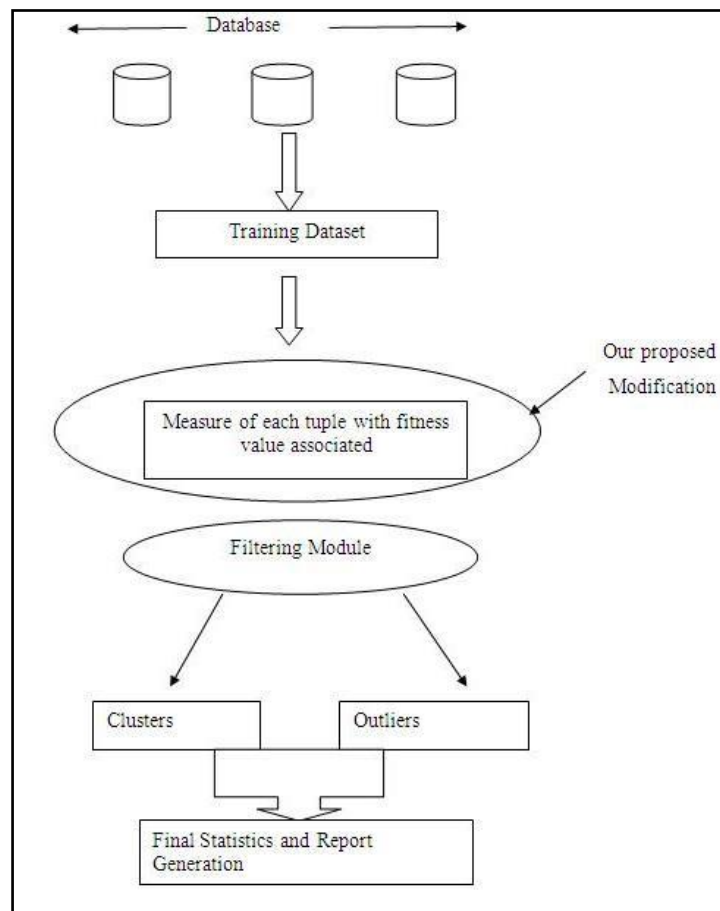 Database
Training Dataset
Our proposed
Modification
Measure of each tuple with fitness
value associated
Filtering Module
Clusters
Outliers
Final Statistics and Report
Generation